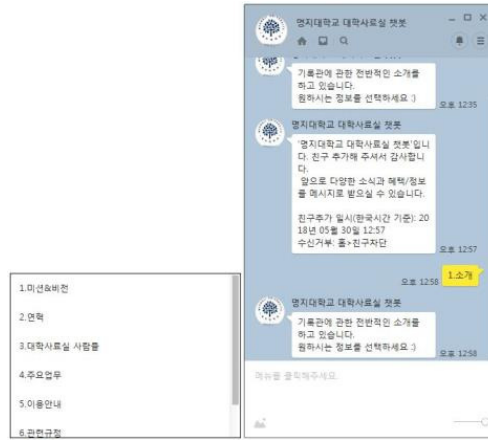 1.미션&비전
2.연혁
3.대학사료실 사람들
4.주요업무
5.이용안내
6.관련규정
명지대학교 대학사료실 챗봇
기록관에 관한 전반적인 소개를
하고 있습니다.
원하시는 정보를 선택하세요 :)
오후 12:35
명지대학교 대학사료실 챗봇
'명지대학교 대학사료실 챗봇'입니
다. 친구 추가해 주셔서 감사합니
다.
앞으로 다양한 소식과 혜택/정보
를 메시지로 받으실 수 있습니다.
친구추가 일시(한국시간 기준): 20
18년 05월 30일 12:57
수신거부: 홈>친구차단
오후 12:57
오후 12:58
1.소개
명지대학교 대학사료실 챗봇
기록관에 관한 전반적인 소개를
하고 있습니다.
원하시는 정보를 선택하세요 :)
오후 12:58
메뉴를 클릭해주세요.